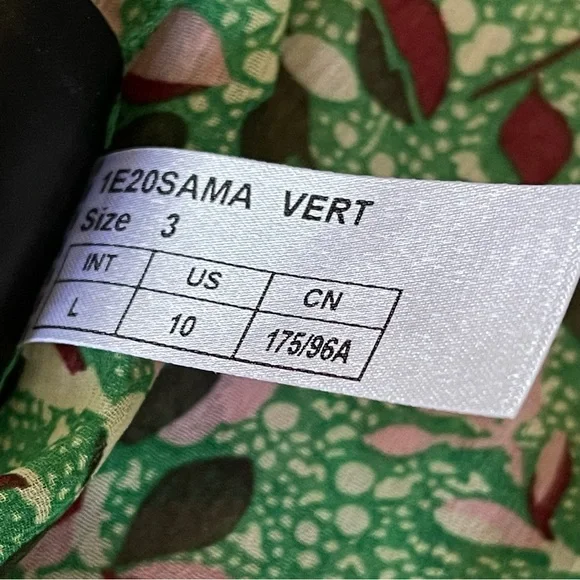 1E20SAMA VERT
Size 3
INT US CN
L 10 175/96A